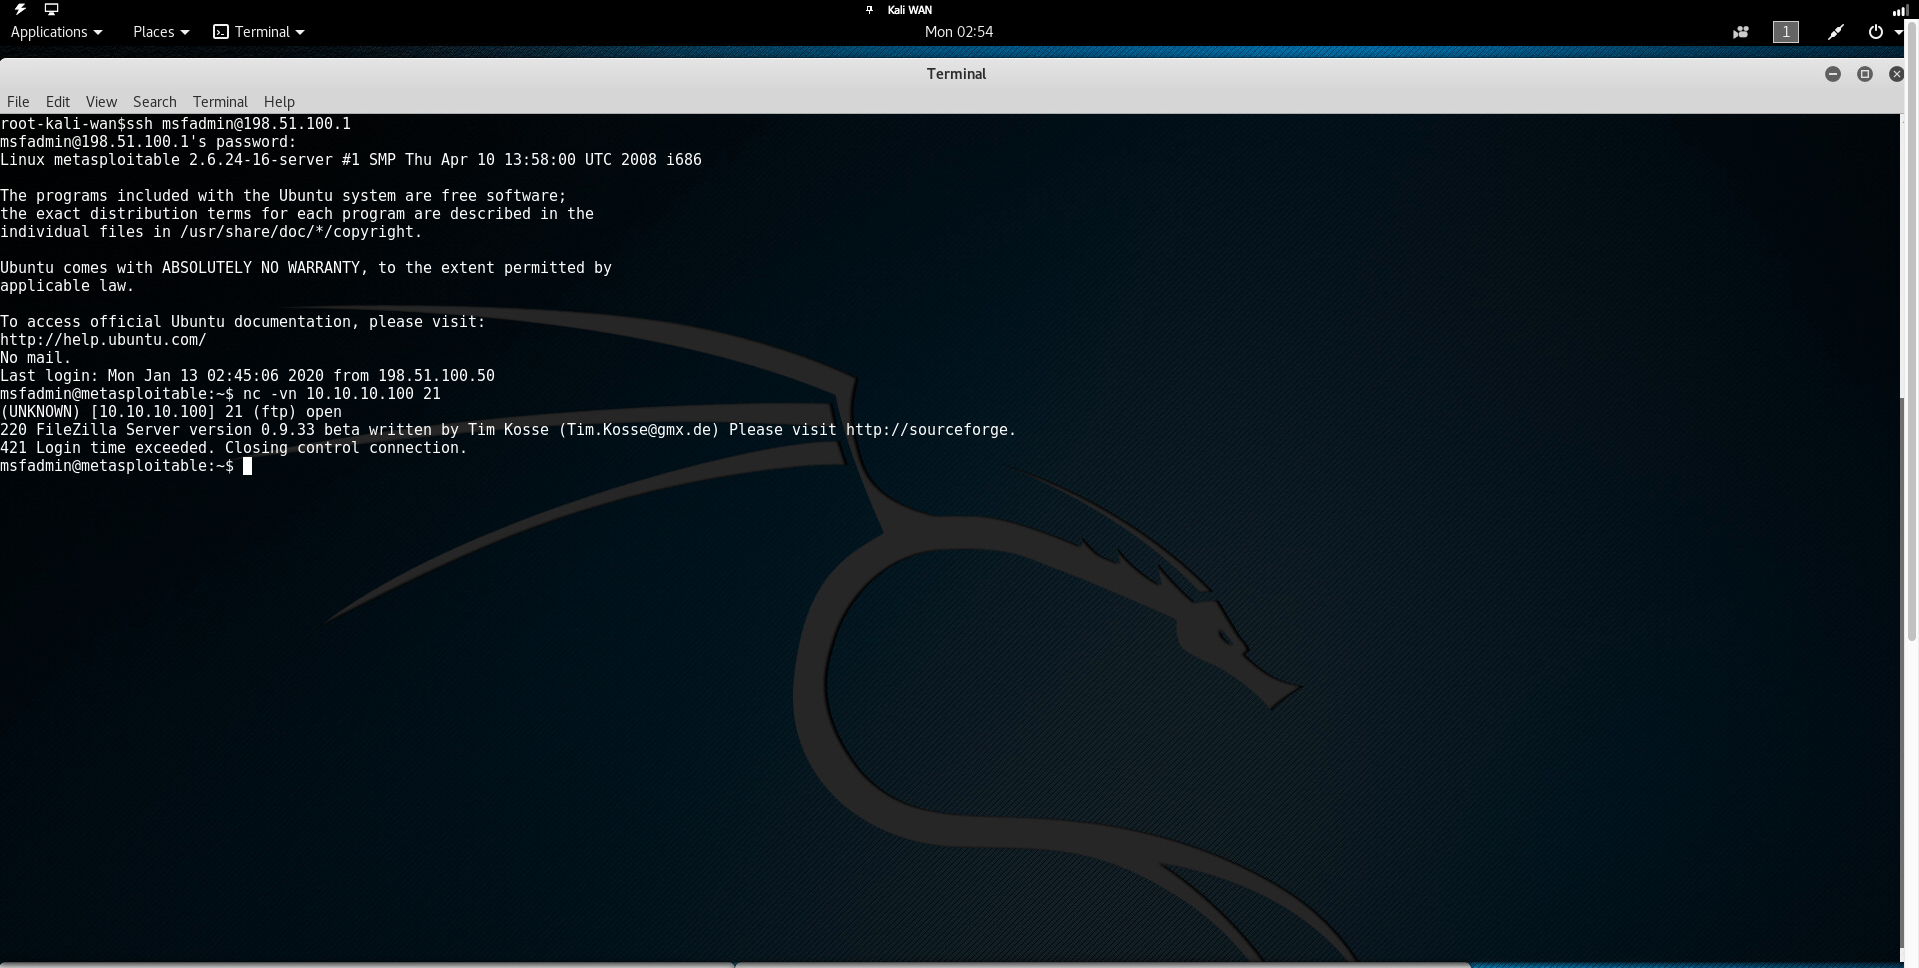 Kali WAN
Applications Places Terminal Mon 02:54 1
Terminal
File Edit View Search Terminal Help
root-kali-wan$ssh msfadmin@198.51.100.1
msfadmin@198.51.100.1's password:
Linux metasploitable 2.6.24-16-server #1 SMP Thu Apr 10 13:58:00 UTC 2008 i686
The programs included with the Ubuntu system are free software;
the exact distribution terms for each program are described in the
individual files in /usr/share/doc/*/copyright.
Ubuntu comes with ABSOLUTELY NO WARRANTY, to the extent permitted by
applicable law.
To access official Ubuntu documentation, please visit:
http://help.ubuntu.com/
No mail.
Last login: Mon Jan 13 02:45:06 2020 from 198.51.100.50
msfadmin@metasploitable:~$ nc -vn 10.10.10.100 21
(UNKNOWN) [10.10.10.100] 21 (ftp) open
220 FileZilla Server version 0.9.33 beta written by Tim Kosse (Tim.Kosse@gmx.de) Please visit http://sourceforge.
421 Login time exceeded. Closing control connection.
msfadmin@metasploitable:~$